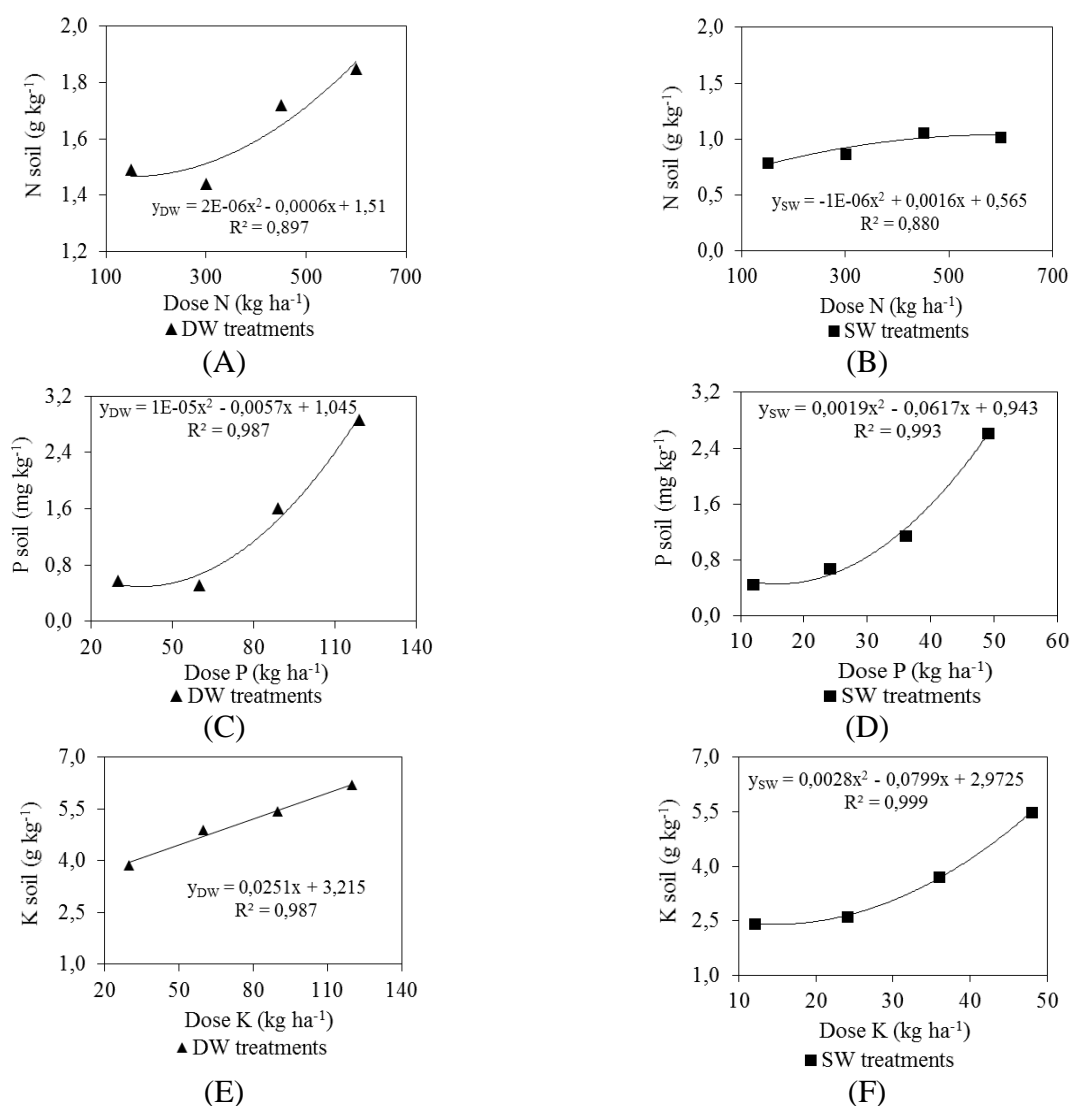 2,0
1,8
1,6
1,4
1,2
N soil (g kg⁻¹)
y_DW = 2E-06x² - 0,0006x + 1,51
R² = 0,897
100 300 500 700
Dose N (kg ha⁻¹)
▲ DW treatments
(A)
2,0
1,5
1,0
0,5
0,0
N soil (g kg⁻¹)
y_SW = -1E-06x² + 0,0016x + 0,565
R² = 0,880
100 300 500 700
Dose N (kg ha⁻¹)
■ SW treatments
(B)
3,2
2,4
1,6
0,8
0,0
P soil (mg kg⁻¹)
y_DW = 1E-05x² - 0,0057x + 1,045
R² = 0,987
20 50 80 110 140
Dose P (kg ha⁻¹)
▲ DW treatments
(C)
3,2
2,4
1,6
0,8
0,0
P soil (mg kg⁻¹)
y_SW = 0,0019x² - 0,0617x + 0,943
R² = 0,993
10 20 30 40 50 60
Dose P (kg ha⁻¹)
■ SW treatments
(D)
7,0
5,5
4,0
2,5
1,0
K soil (g kg⁻¹)
y_DW = 0,0251x + 3,215
R² = 0,987
20 50 80 110 140
Dose K (kg ha⁻¹)
▲ DW treatments
(E)
7,0
5,5
4,0
2,5
1,0
K soil (g kg⁻¹)
y_SW = 0,0028x² - 0,0799x + 2,9725
R² = 0,999
10 20 30 40 50
Dose K (kg ha⁻¹)
■ SW treatments
(F)